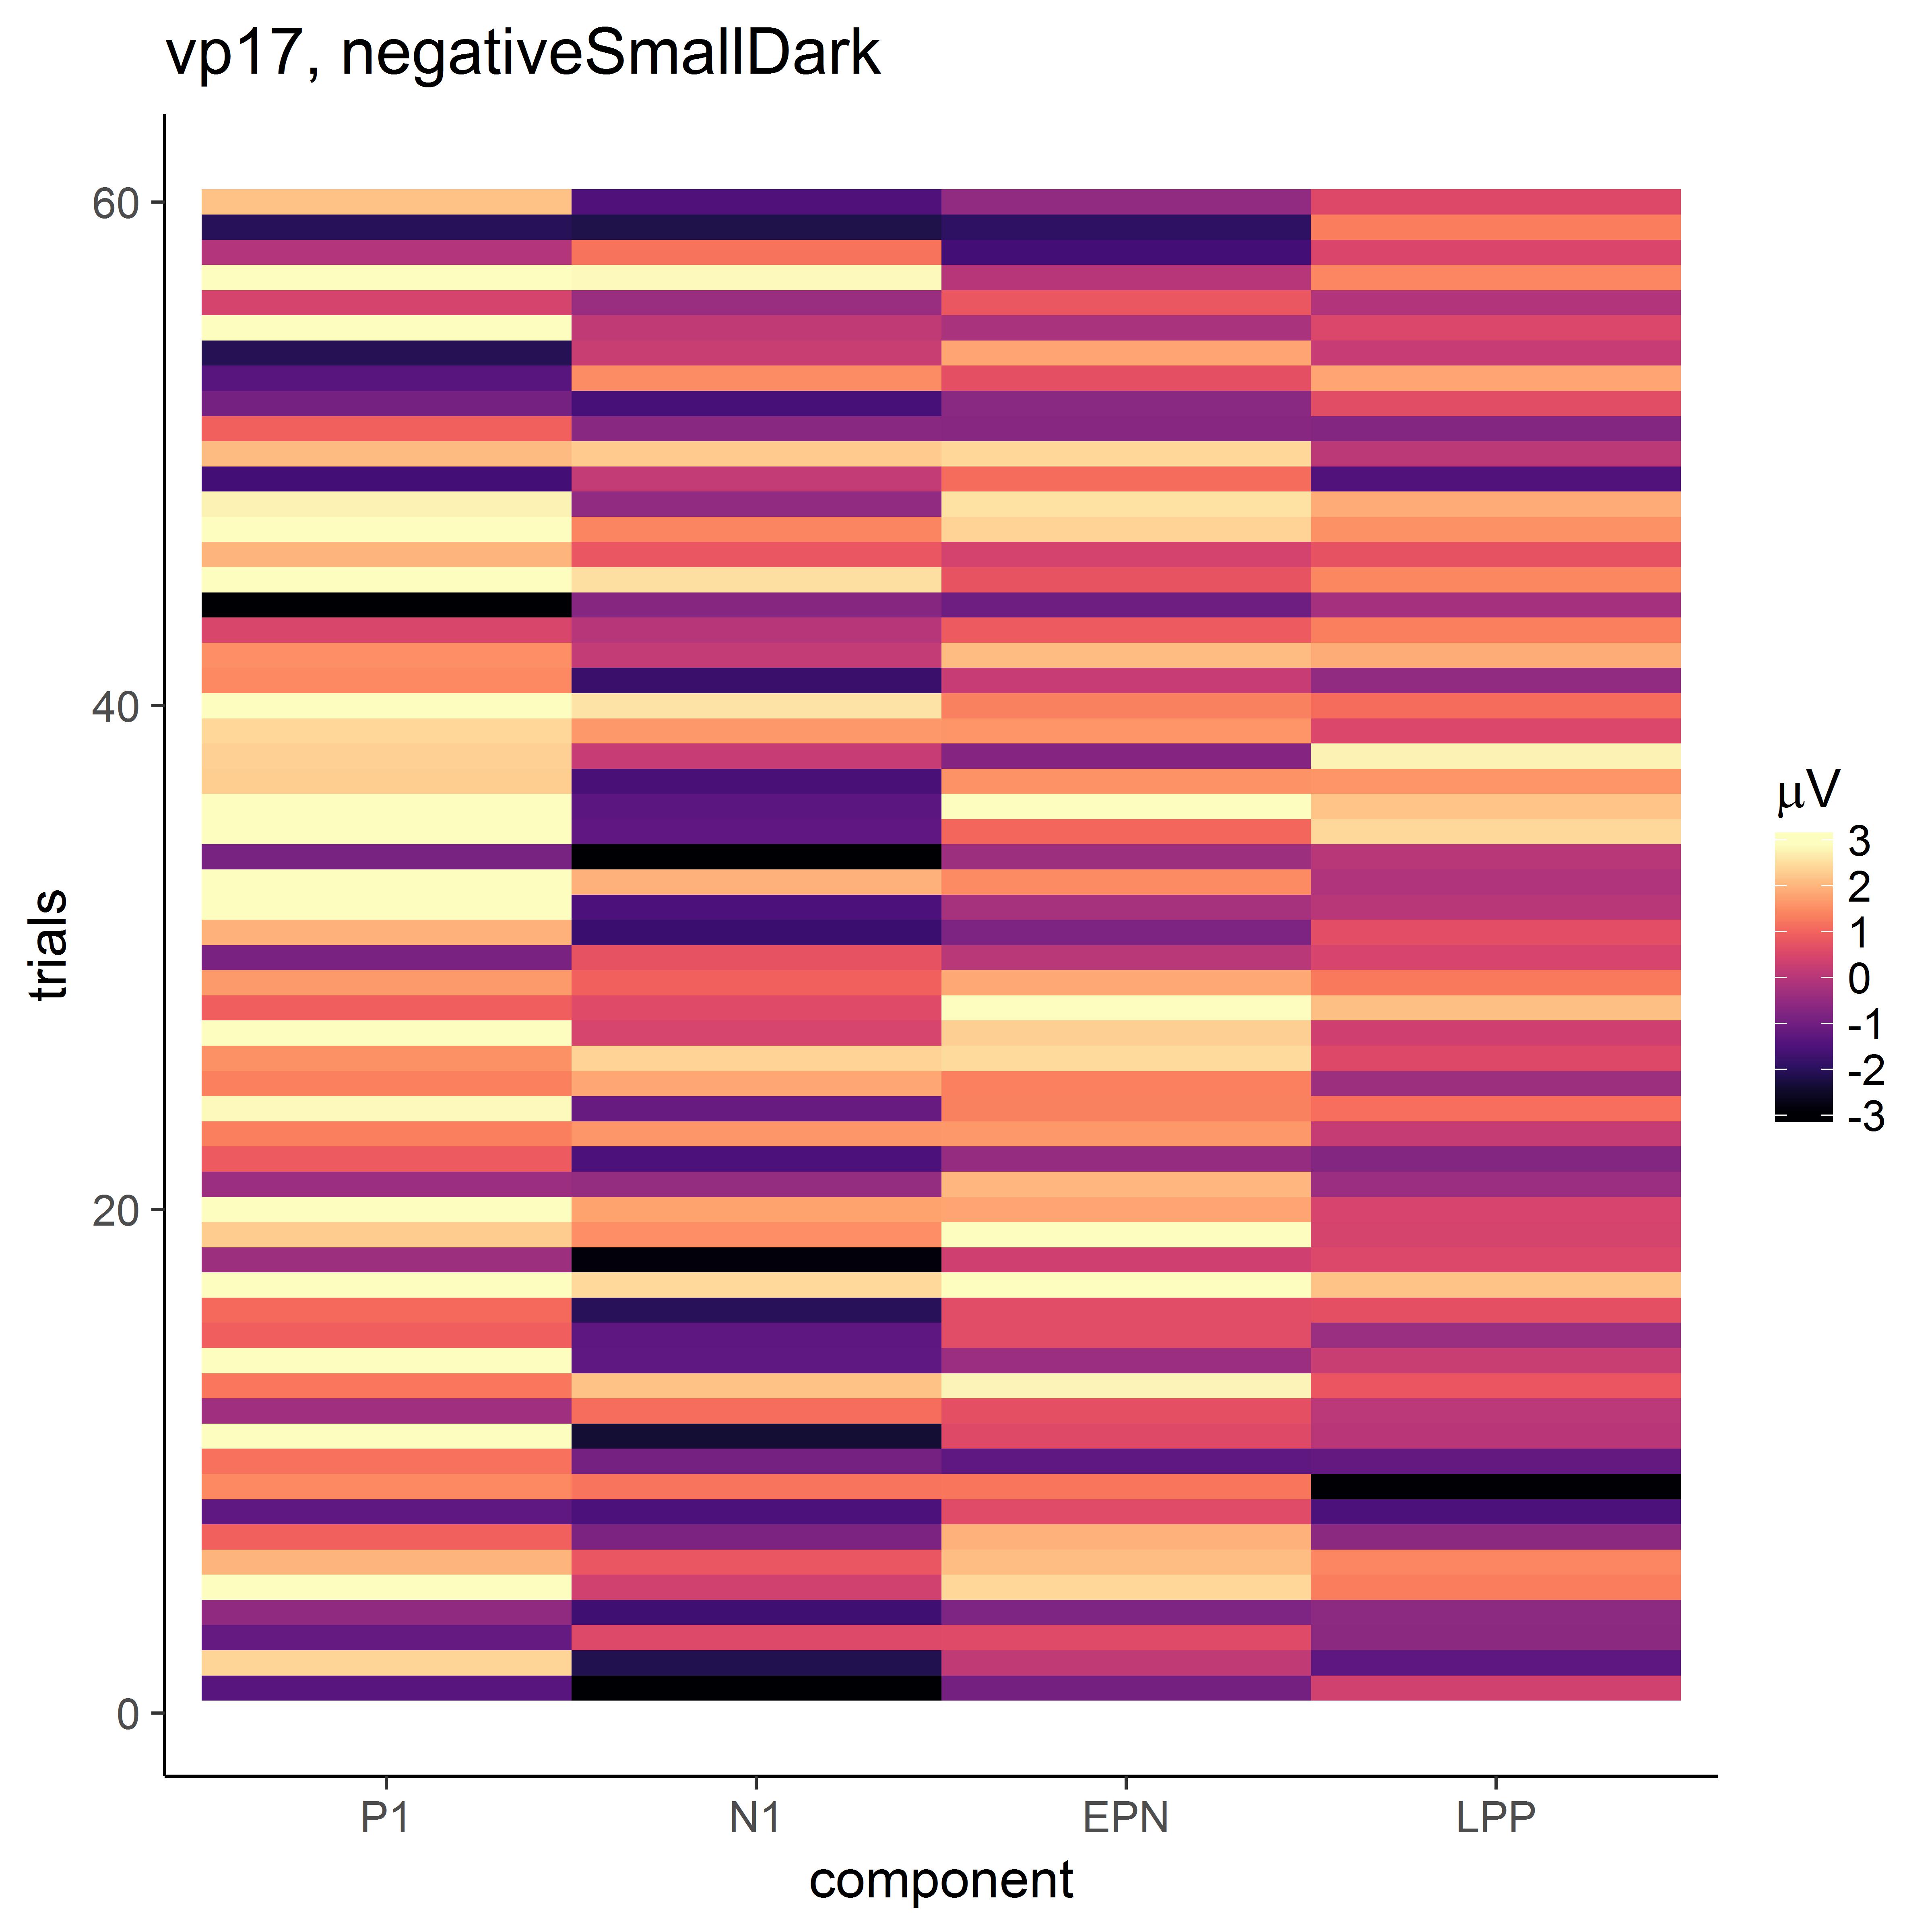 vp17, negativeSmallDark
60
40
20
0
trials
P1 N1 EPN LPP
component
μV
3
2
1
0
-1
-2
-3